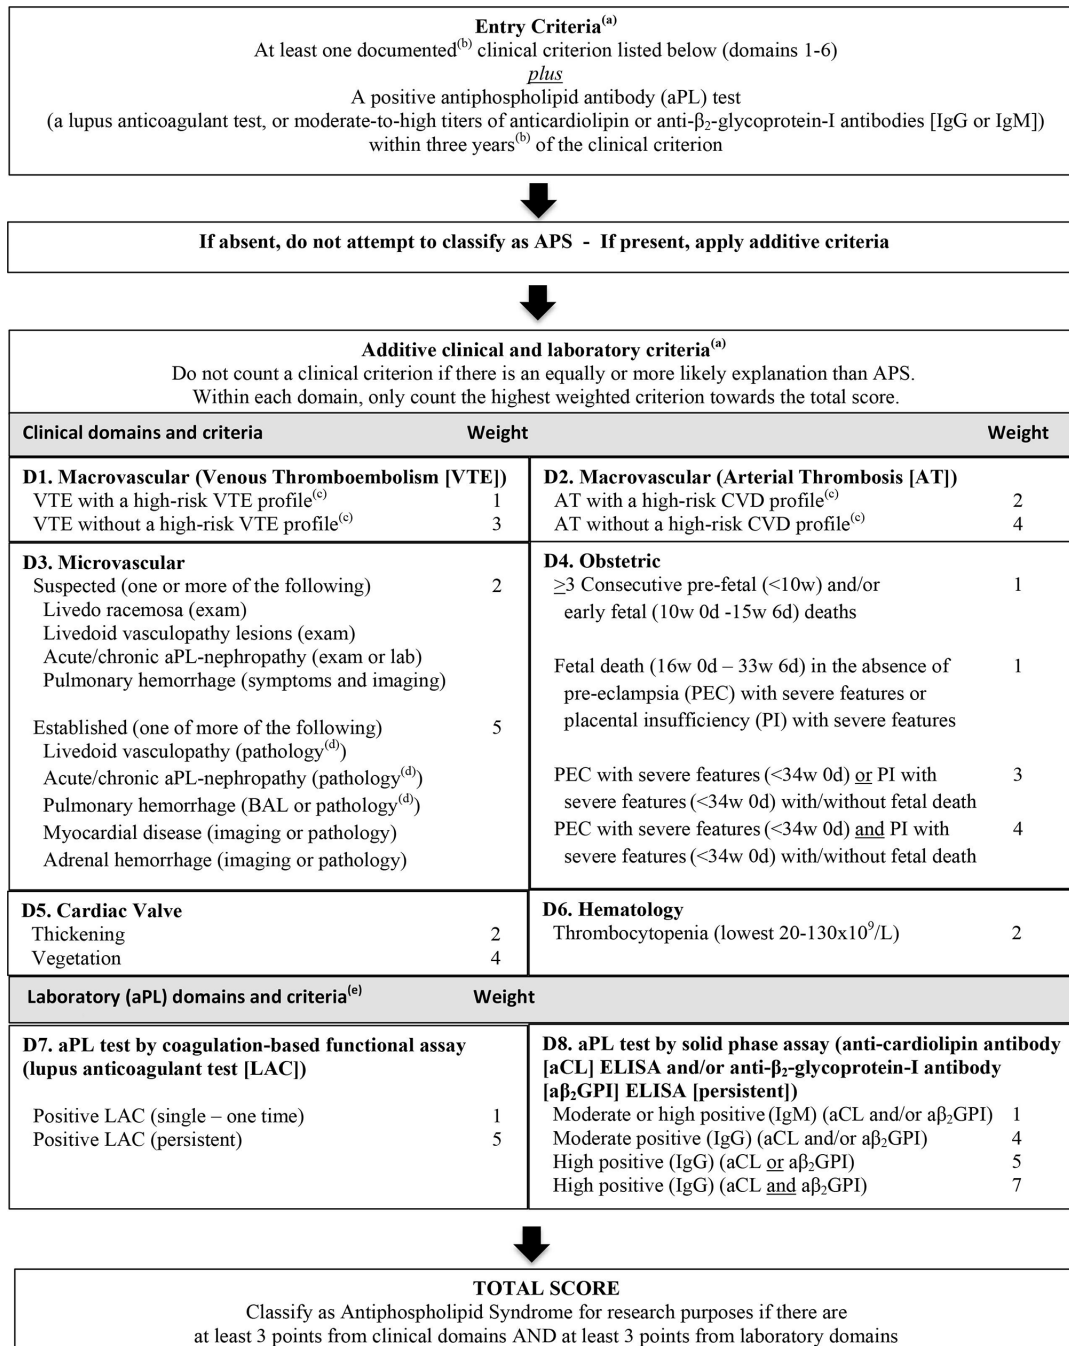 Entry Criteria(a)
At least one documented(b) clinical criterion listed below (domains 1-6)
plus
A positive antiphospholipid antibody (aPL) test
(a lupus anticoagulant test, or moderate-to-high titers of anticardiolipin or anti-β2-glycoprotein-I antibodies [IgG or IgM])
within three years(b) of the clinical criterion
If absent, do not attempt to classify as APS - If present, apply additive criteria
Additive clinical and laboratory criteria(a)
Do not count a clinical criterion if there is an equally or more likely explanation than APS.
Within each domain, only count the highest weighted criterion towards the total score.
Clinical domains and criteria Weight Weight
D1. Macrovascular (Venous Thromboembolism [VTE])
VTE with a high-risk VTE profile(c) 1
VTE without a high-risk VTE profile(c) 3
D2. Macrovascular (Arterial Thrombosis [AT])
AT with a high-risk CVD profile(c) 2
AT without a high-risk CVD profile(c) 4
D3. Microvascular
Suspected (one or more of the following) 2
Livedo racemosa (exam)
Livedoid vasculopathy lesions (exam)
Acute/chronic aPL-nephropathy (exam or lab)
Pulmonary hemorrhage (symptoms and imaging)
Established (one of more of the following) 5
Livedoid vasculopathy (pathology(d))
Acute/chronic aPL-nephropathy (pathology(d))
Pulmonary hemorrhage (BAL or pathology(d))
Myocardial disease (imaging or pathology)
Adrenal hemorrhage (imaging or pathology)
D4. Obstetric
≥3 Consecutive pre-fetal (<10w) and/or 1
early fetal (10w 0d -15w 6d) deaths
Fetal death (16w 0d – 33w 6d) in the absence of 1
pre-eclampsia (PEC) with severe features or
placental insufficiency (PI) with severe features
PEC with severe features (<34w 0d) or PI with 3
severe features (<34w 0d) with/without fetal death
PEC with severe features (<34w 0d) and PI with 4
severe features (<34w 0d) with/without fetal death
D5. Cardiac Valve
Thickening 2
Vegetation 4
D6. Hematology
Thrombocytopenia (lowest 20-130x10⁹/L) 2
Laboratory (aPL) domains and criteria(e) Weight
D7. aPL test by coagulation-based functional assay
(lupus anticoagulant test [LAC])
Positive LAC (single – one time) 1
Positive LAC (persistent) 5
D8. aPL test by solid phase assay (anti-cardiolipin antibody
[aCL] ELISA and/or anti-β2-glycoprotein-I antibody
[aβ2GPI] ELISA [persistent])
Moderate or high positive (IgM) (aCL and/or aβ2GPI) 1
Moderate positive (IgG) (aCL and/or aβ2GPI) 4
High positive (IgG) (aCL or aβ2GPI) 5
High positive (IgG) (aCL and aβ2GPI) 7
TOTAL SCORE
Classify as Antiphospholipid Syndrome for research purposes if there are
at least 3 points from clinical domains AND at least 3 points from laboratory domains